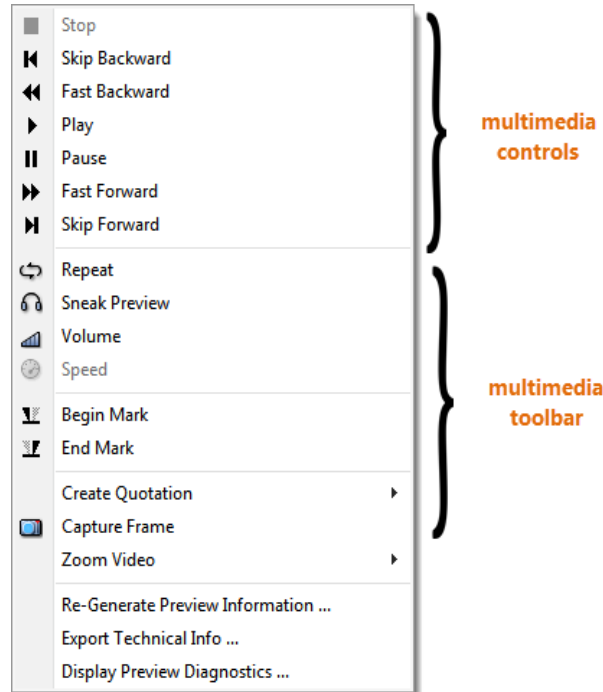 Stop
Skip Backward
Fast Backward
Play
Pause
Fast Forward
Skip Forward
multimedia
controls
Repeat
Sneak Preview
Volume
Speed
Begin Mark
End Mark
Create Quotation
Capture Frame
Zoom Video
multimedia
toolbar
Re-Generate Preview Information ...
Export Technical Info ...
Display Preview Diagnostics ...